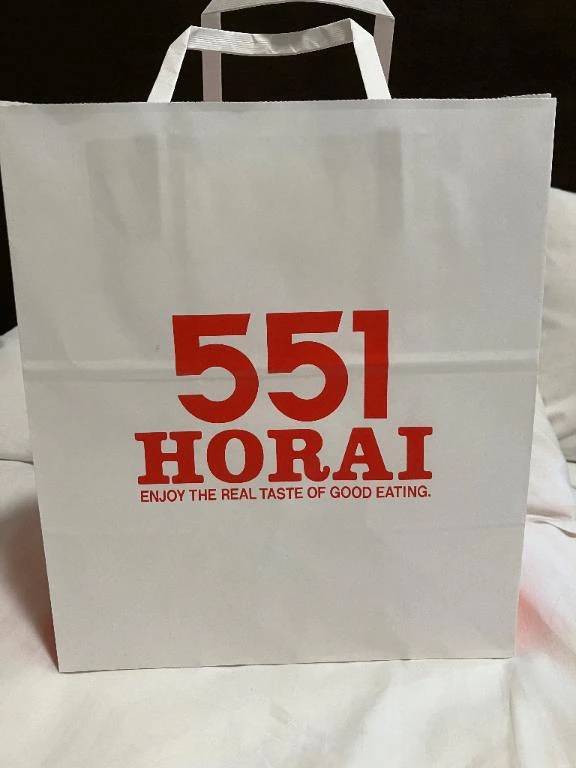 551
HORAI
ENJOY THE REAL TASTE OF GOOD EATING.